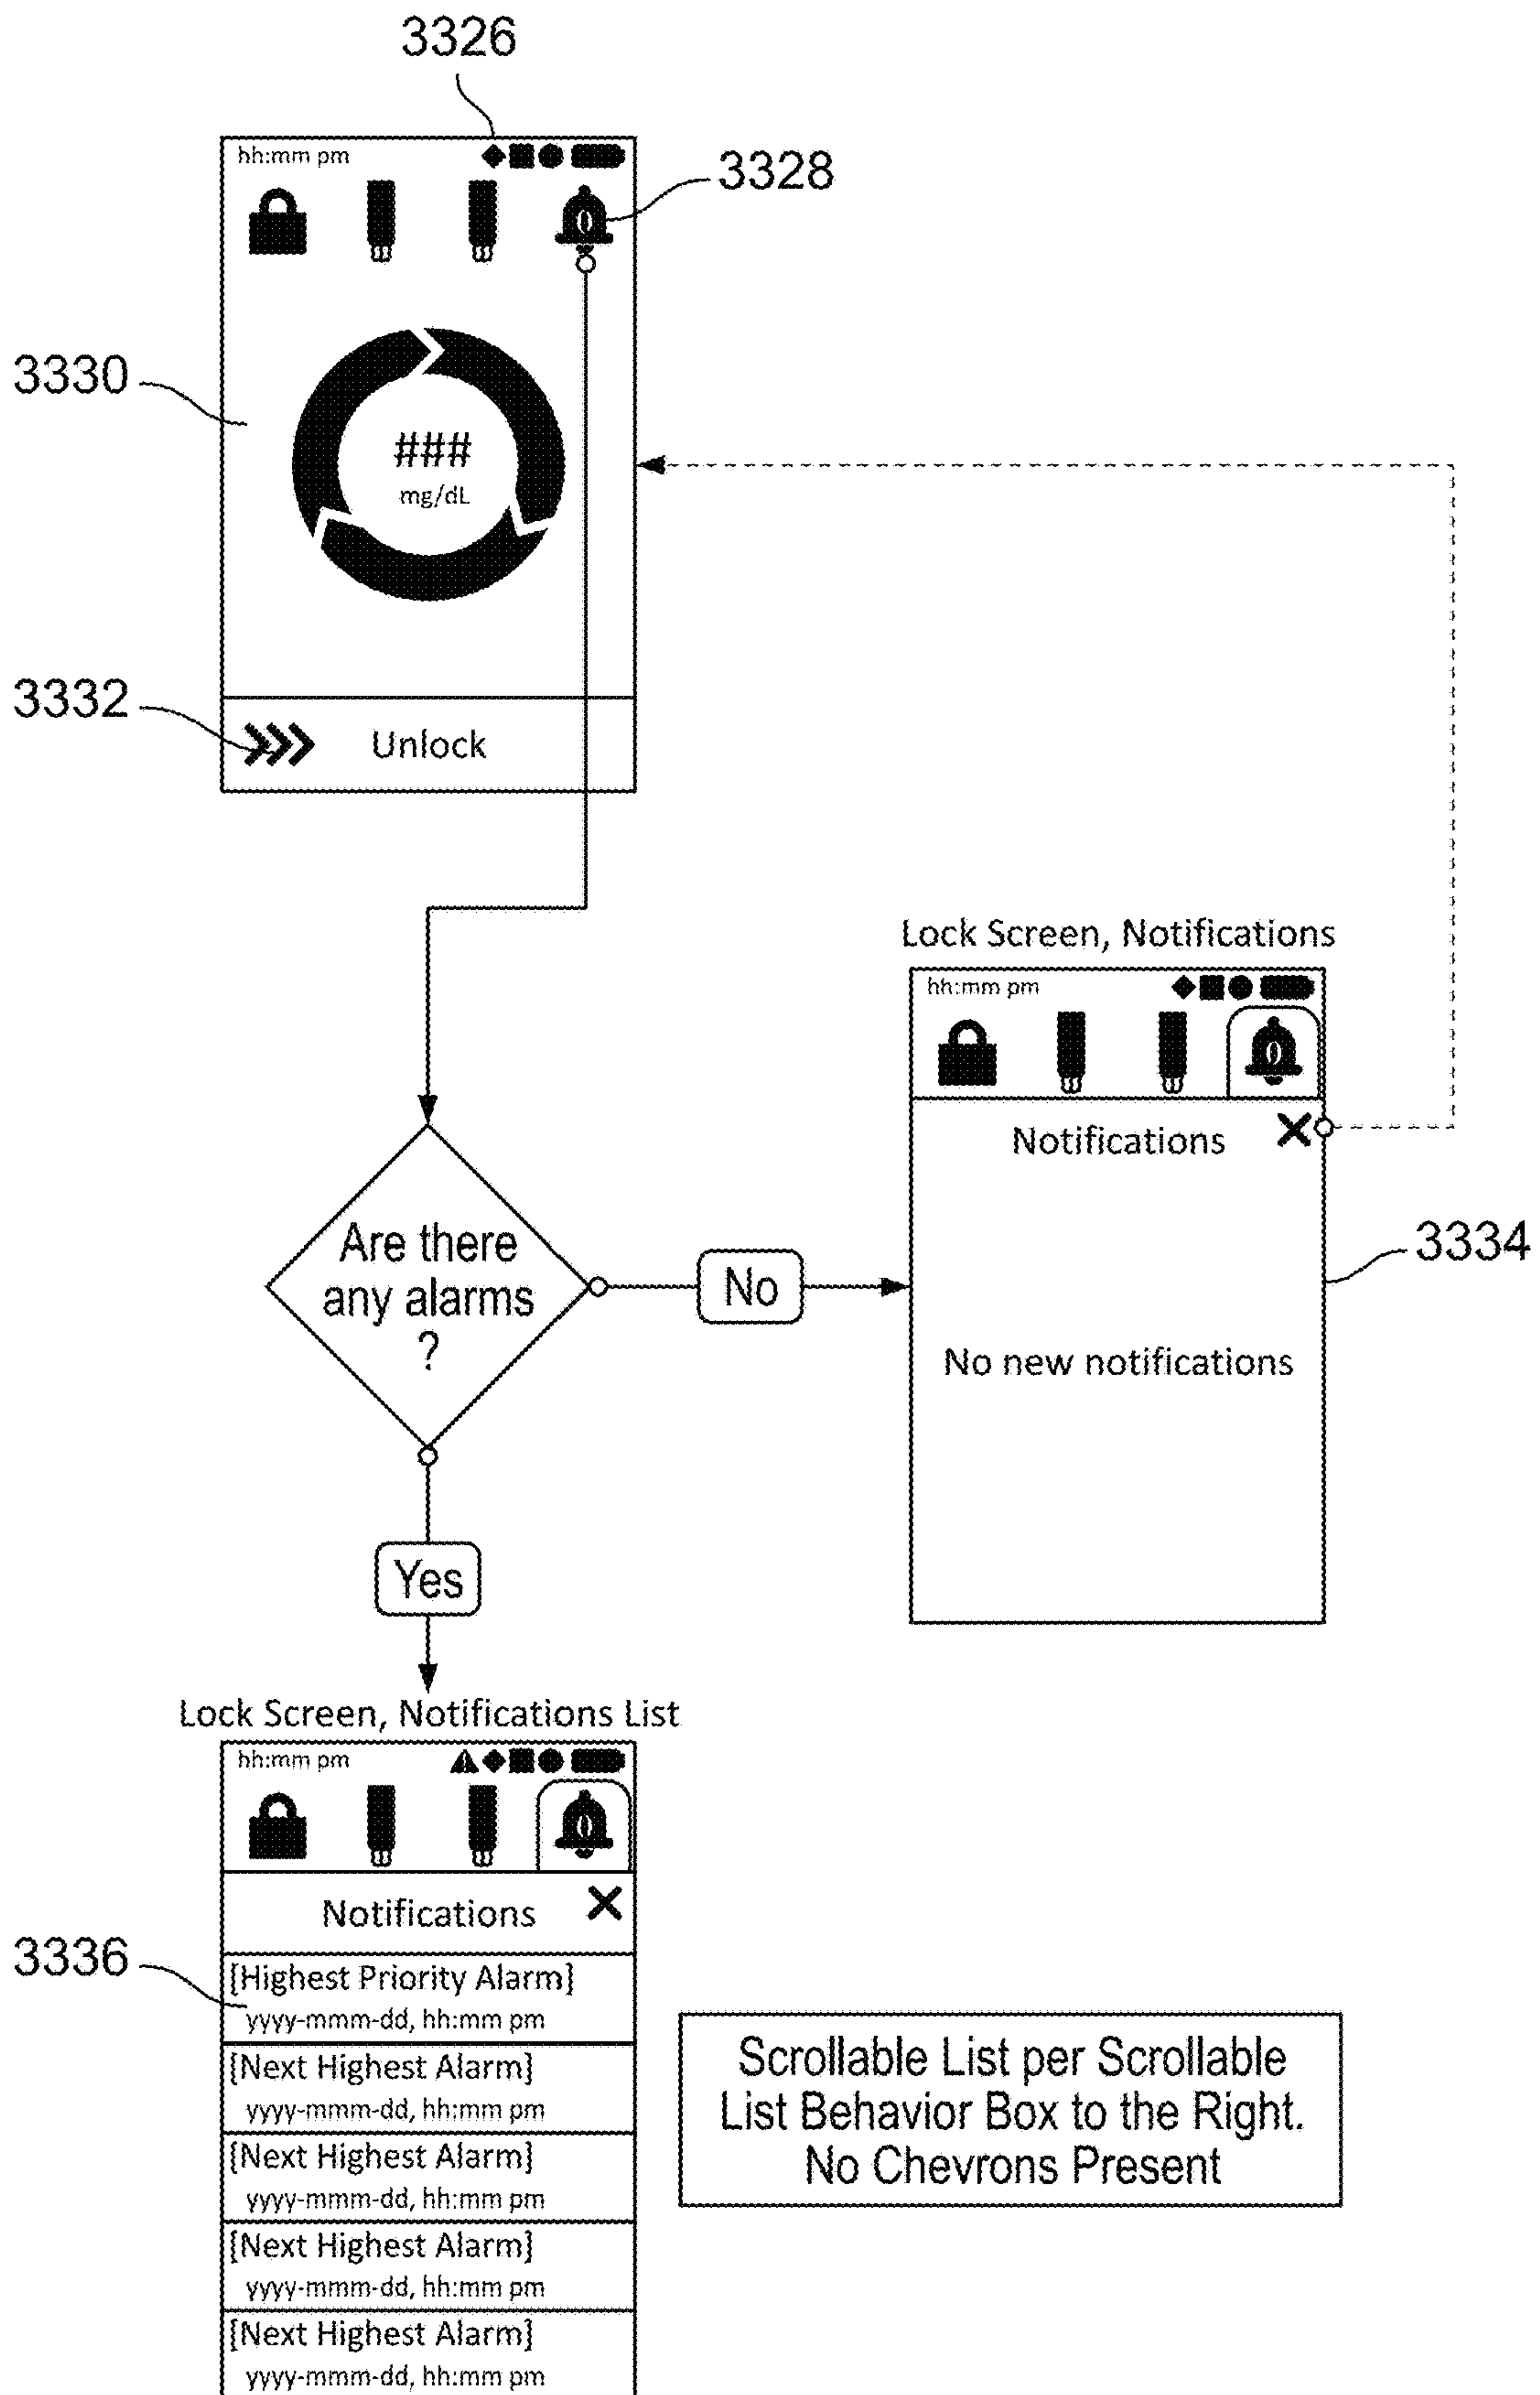 3326
hh:mm pm
3328
3330
###
mg/dL
3332
Unlock
Lock Screen, Notifications
hh:mm pm
Notifications
Are there
any alarms
?
No
3334
No new notifications
Yes
Lock Screen, Notifications List
hh:mm pm
Notifications
3336
[Highest Priority Alarm]
yyyy-mmm-dd, hh:mm pm
[Next Highest Alarm]
yyyy-mmm-dd, hh:mm pm
[Next Highest Alarm]
yyyy-mmm-dd, hh:mm pm
[Next Highest Alarm]
yyyy-mmm-dd, hh:mm pm
[Next Highest Alarm]
yyyy-mmm-dd, hh:mm pm
Scrollable List per Scrollable
List Behavior Box to the Right.
No Chevrons Present